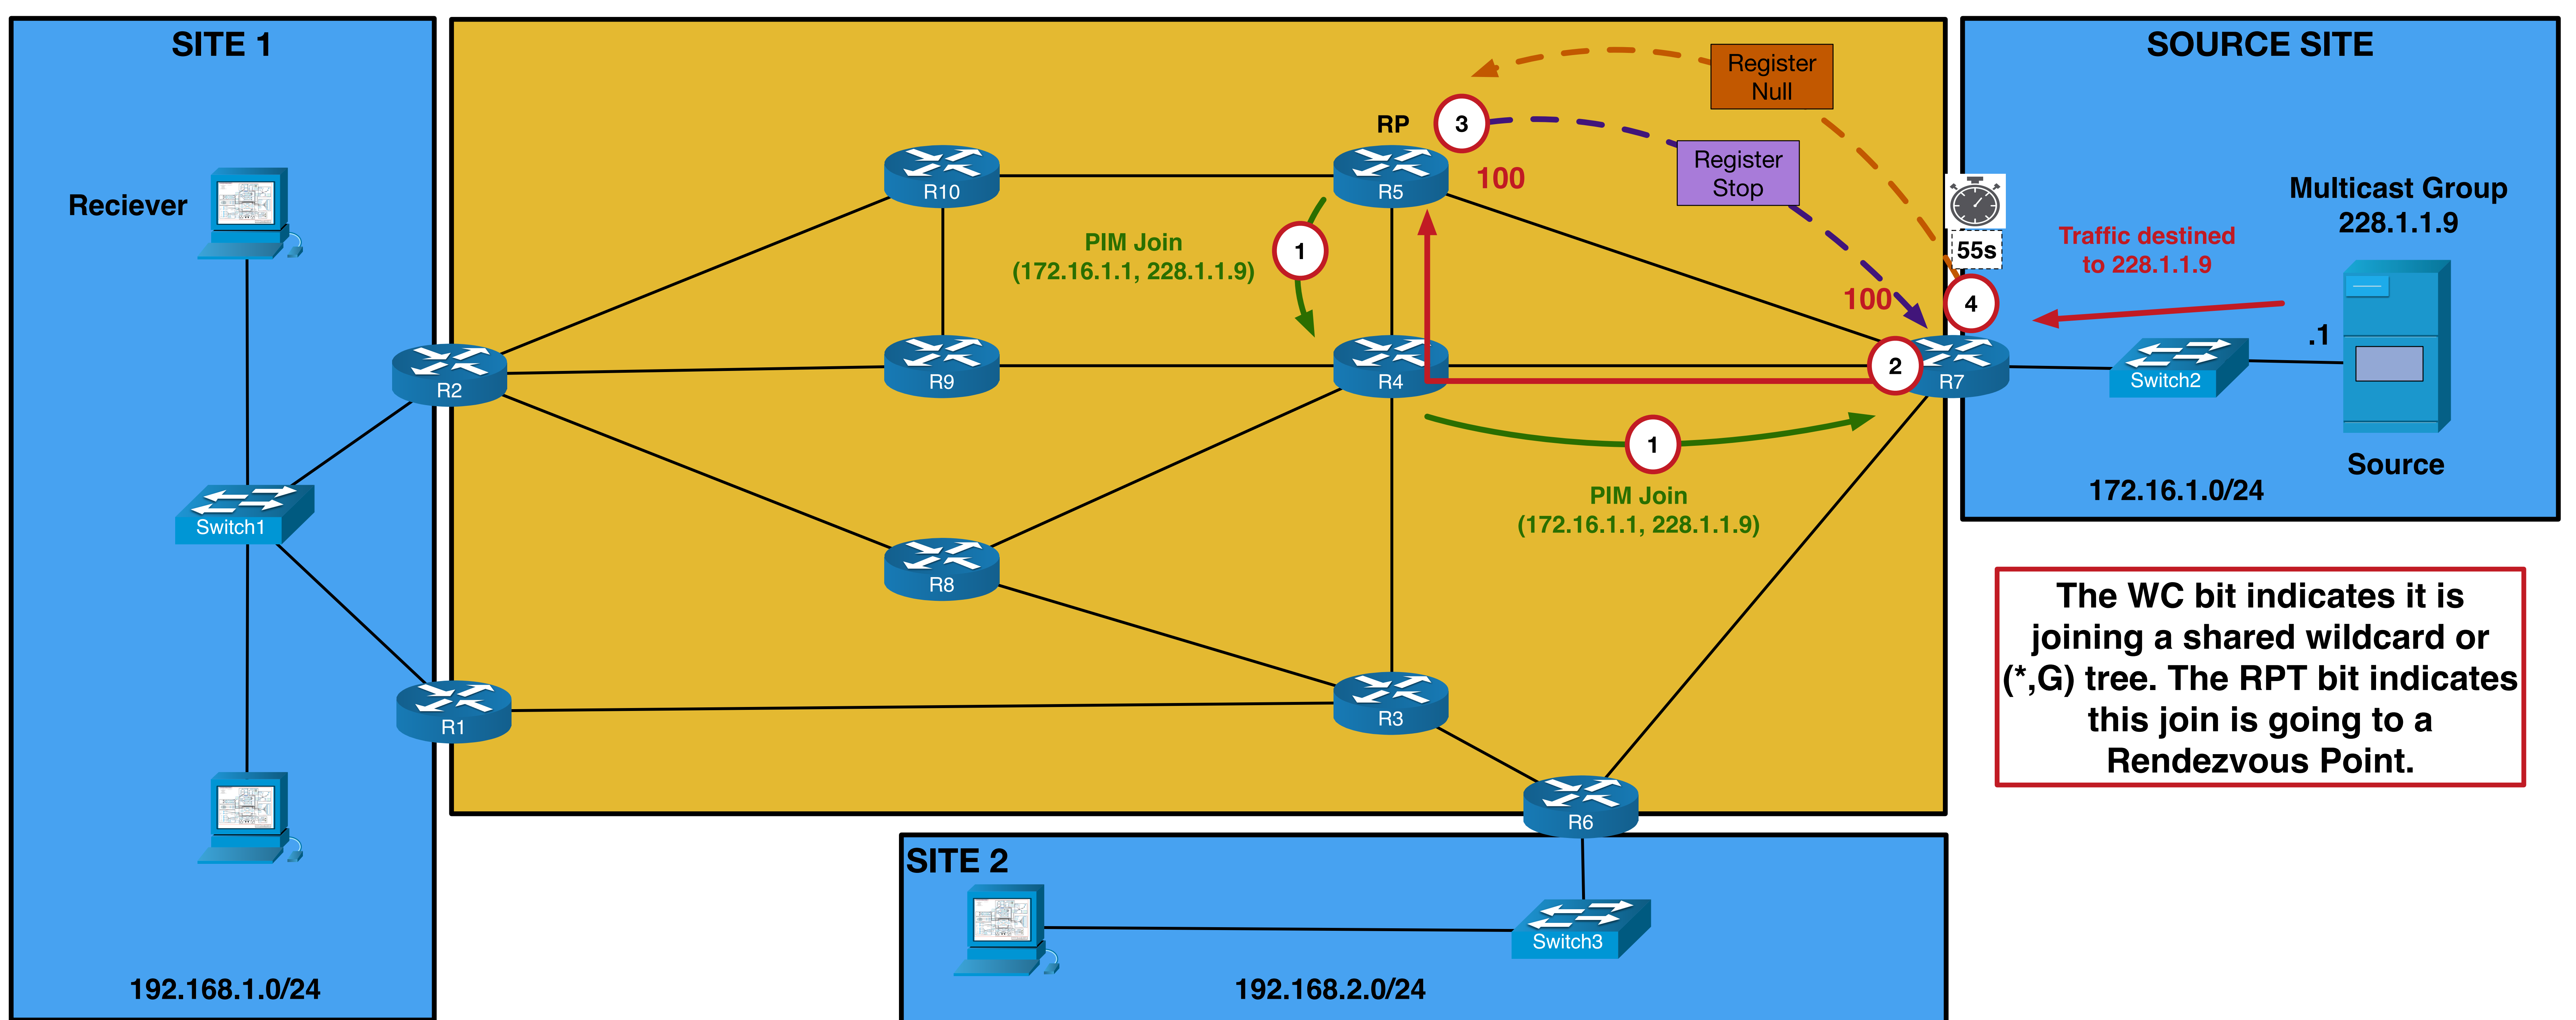 SITE 1
Reciever
Switch1
R2
R1
192.168.1.0/24
R10
RP
R5
3
100
Register
Null
Register
Stop
PIM Join
(172.16.1.1, 228.1.1.9)
1
R9
R4
100
55s
4
2
R7
1
PIM Join
(172.16.1.1, 228.1.1.9)
R8
R3
R6
SOURCE SITE
Multicast Group
228.1.1.9
Traffic destined
to 228.1.1.9
.1
Switch2
Source
172.16.1.0/24
The WC bit indicates it is
joining a shared wildcard or
(*,G) tree. The RPT bit indicates
this join is going to a
Rendezvous Point.
SITE 2
Switch3
192.168.2.0/24